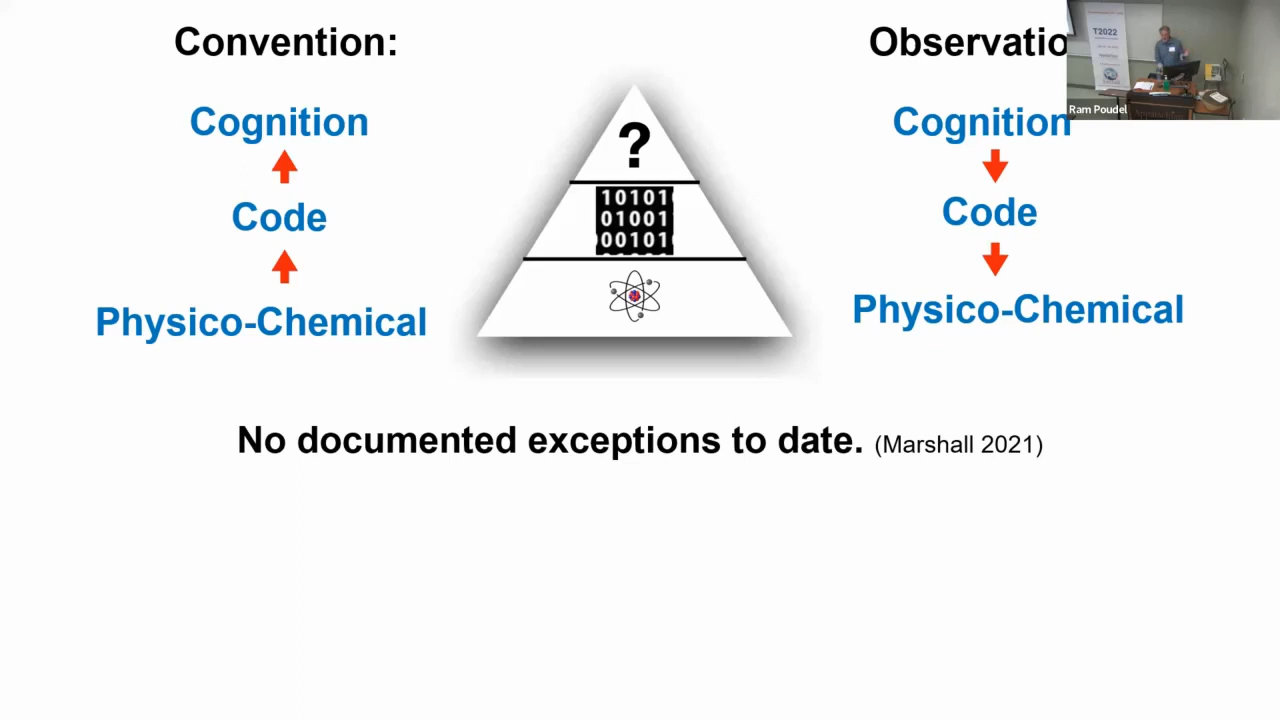 Convention:
Observatio
T2022
Ram Poudel
Cognition
Code
Physico-Chemical
?
10101
01001
000101
Cognition
Code
Physico-Chemical
No documented exceptions to date. (Marshall 2021)